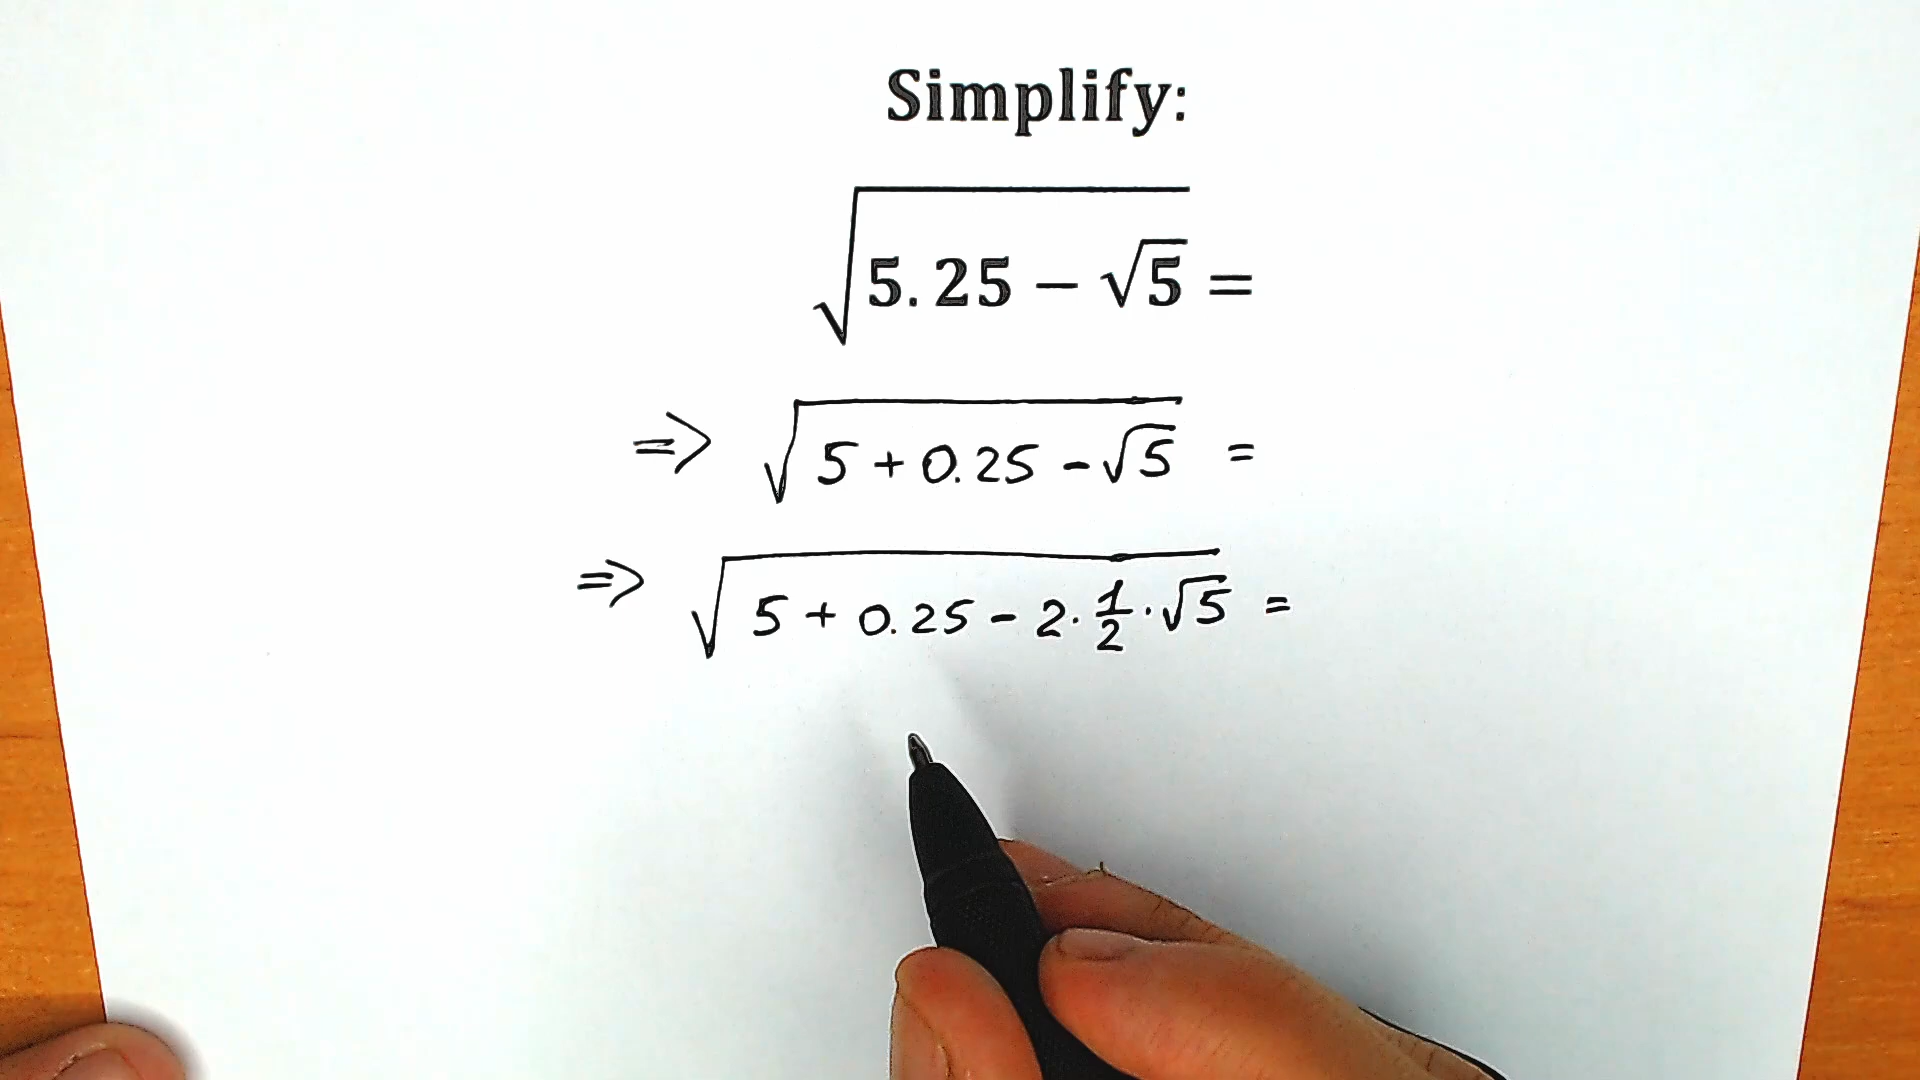 Simplify:
√(5.25 − √5) =
=> √(5 + 0.25 − √5) =
=> √(5 + 0.25 − 2 · 1/2 · √5) =